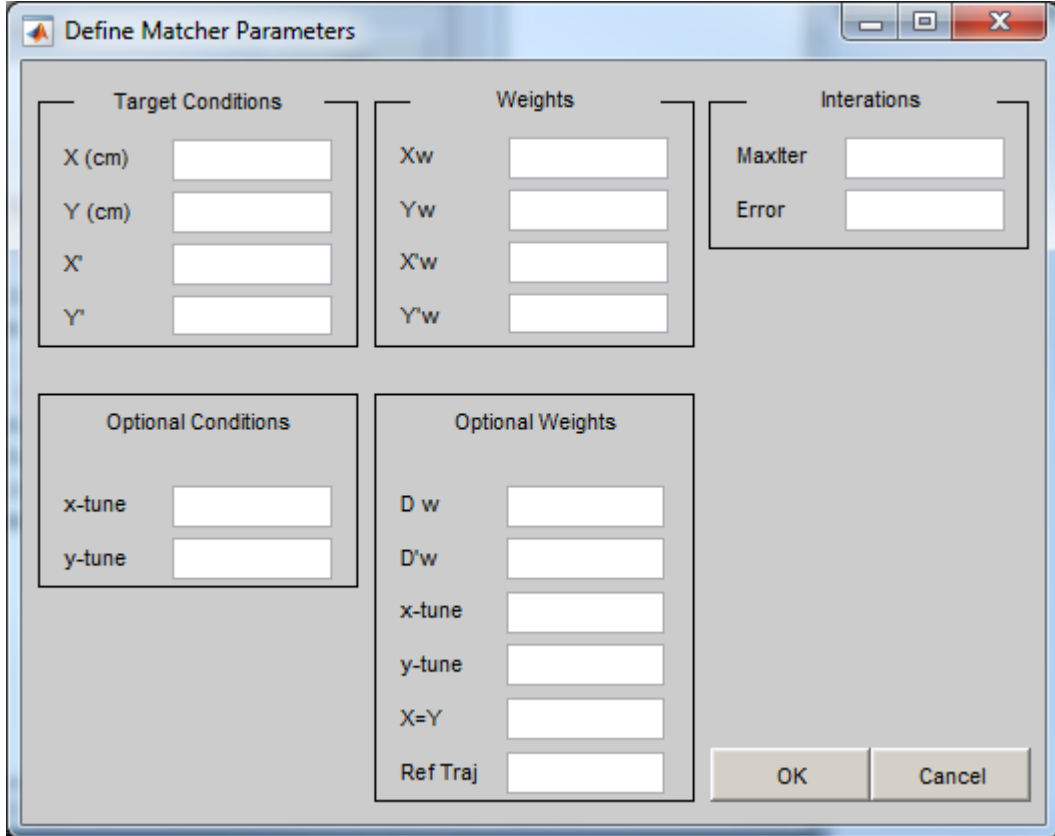 Define Matcher Parameters
Target Conditions
X (cm)
Y (cm)
X'
Y'
Weights
Xw
Yw
X'w
Y'w
Interations
MaxIter
Error
Optional Conditions
x-tune
y-tune
Optional Weights
D w
D'w
x-tune
y-tune
X=Y
Ref Traj
OK
Cancel